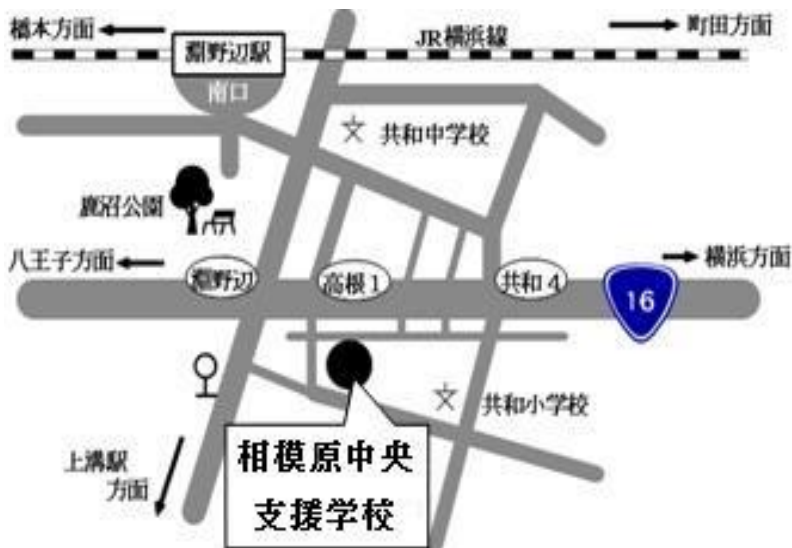 橋本方面
町田方面
JR横浜線
淵野辺駅
南口
共和中学校
鹿沼公園
八王子方面
横浜方面
淵野辺
高根1
共和4
16
共和小学校
上溝駅
方面
相模原中央
支援学校